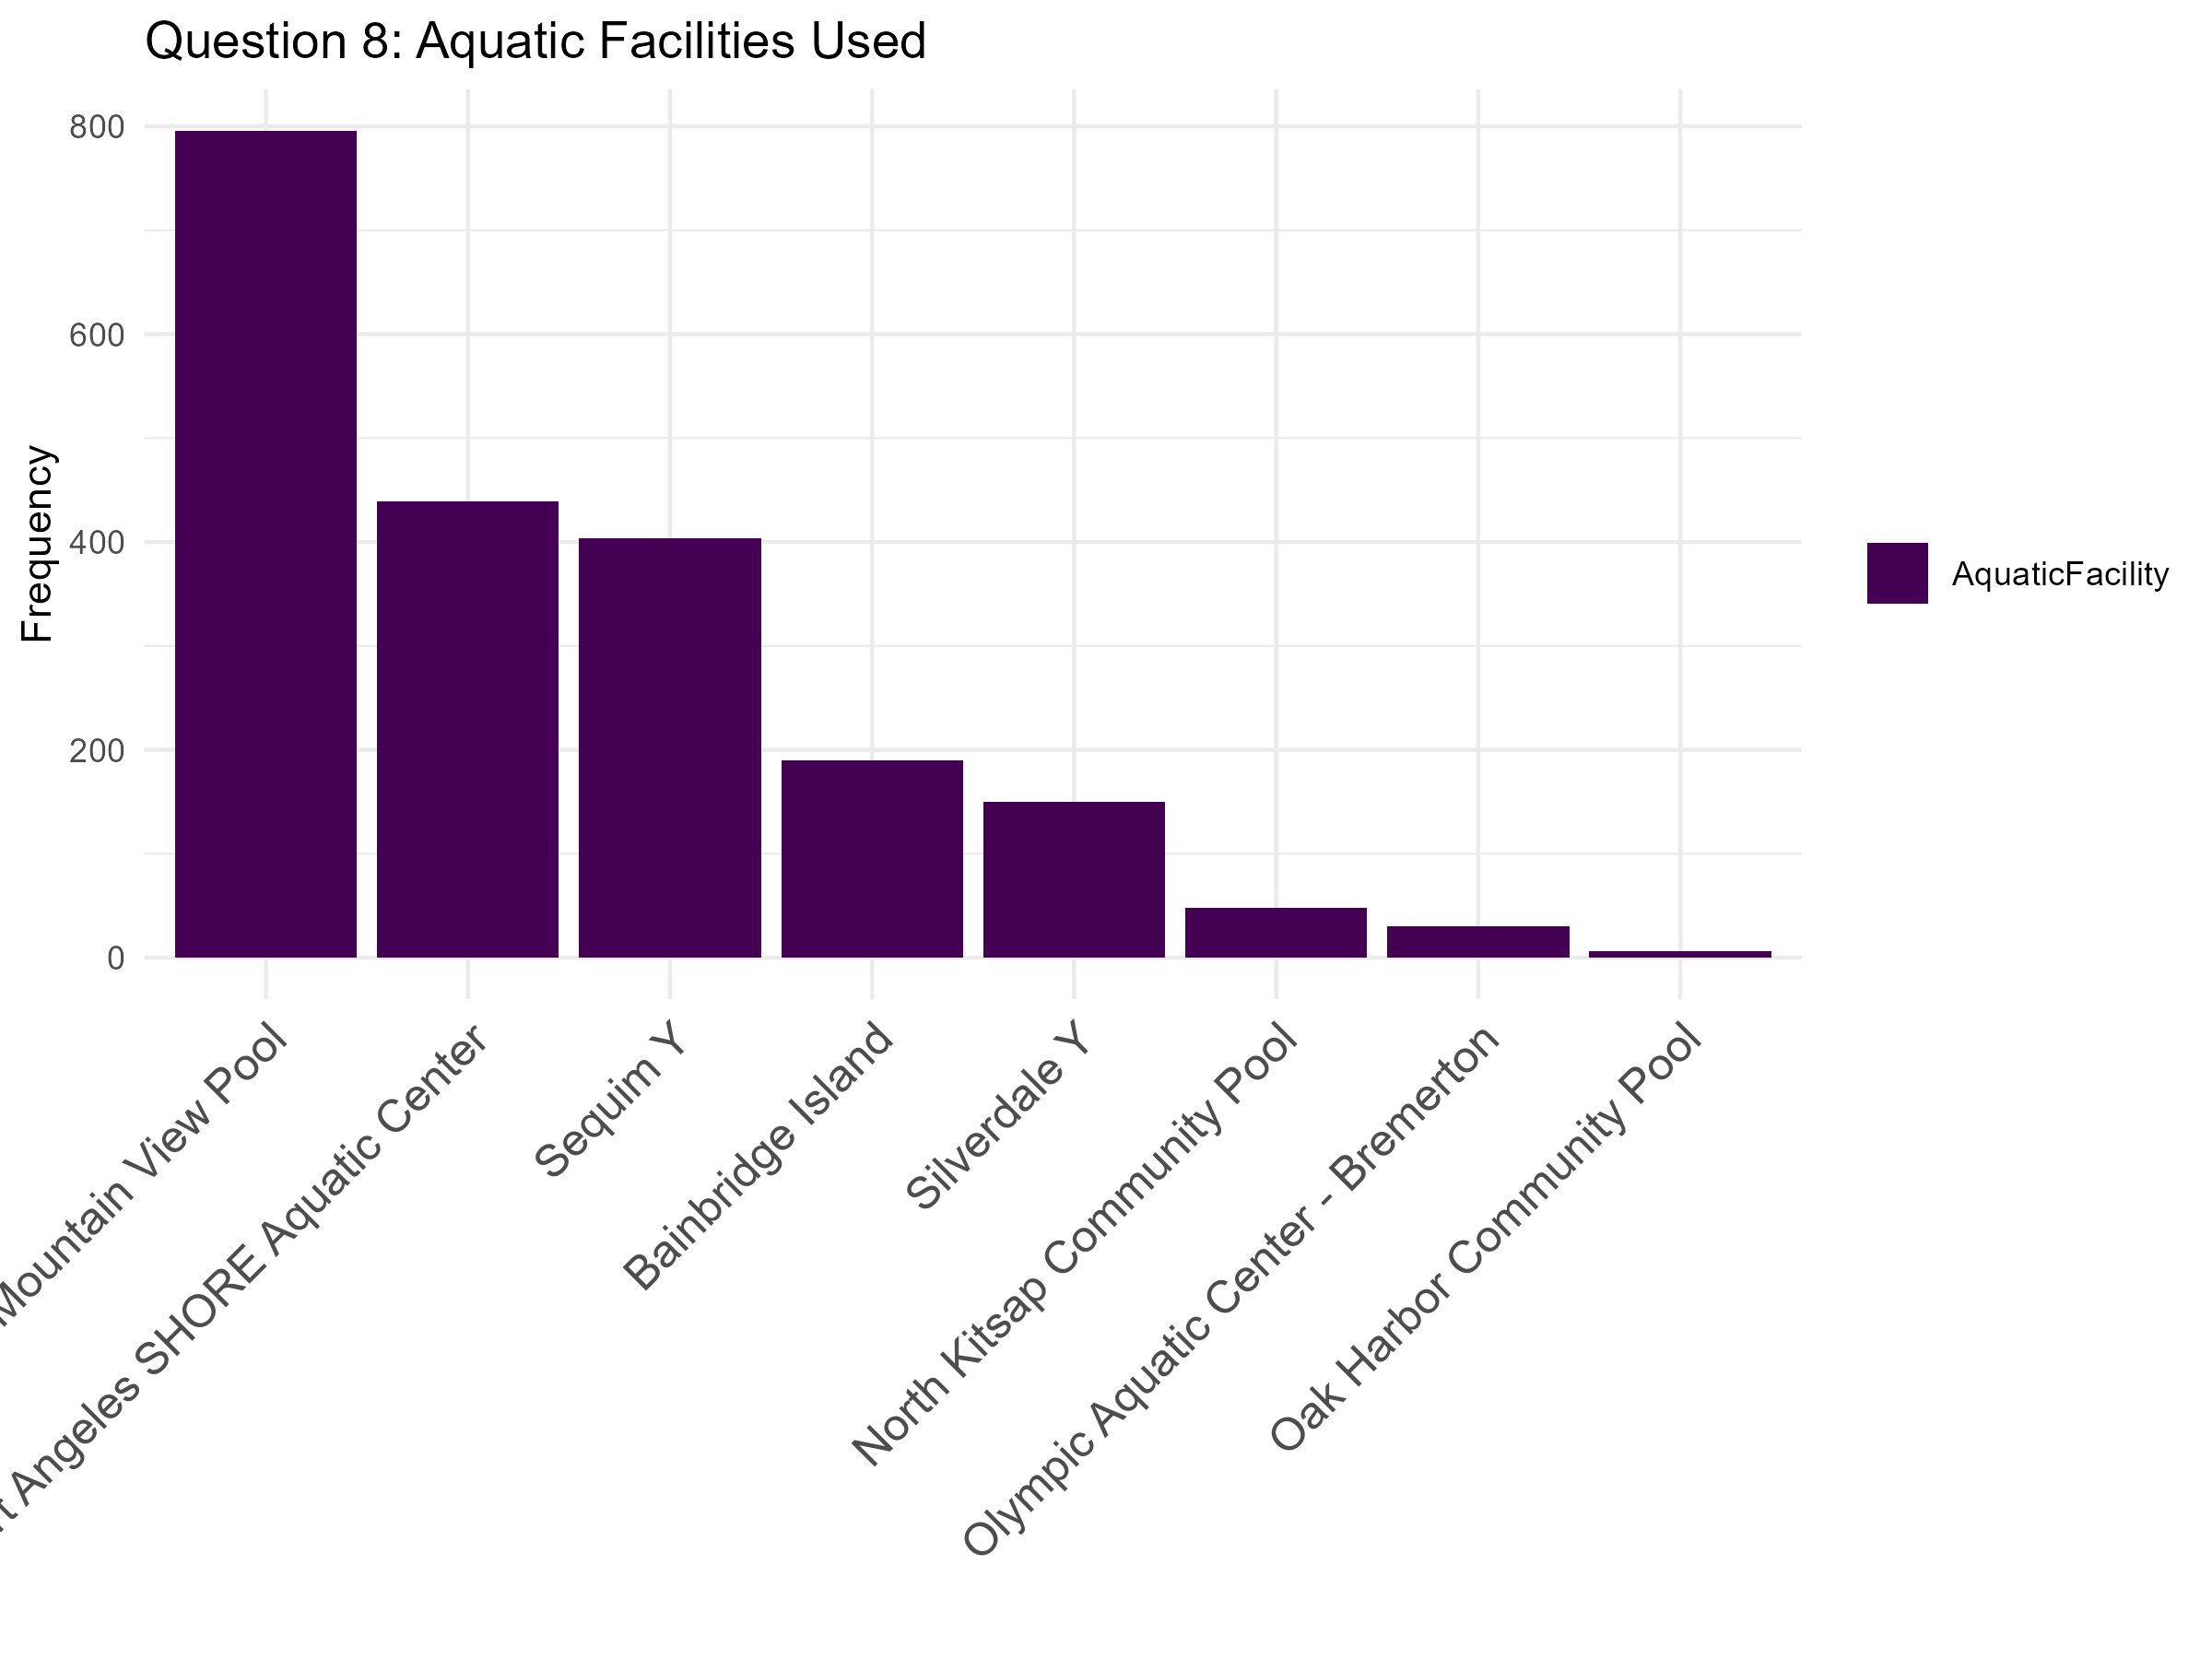 Question 8: Aquatic Facilities Used
800
600
400
200
0
Frequency
AquaticFacility
Mountain View Pool
t Angeles SHORE Aquatic Center
Sequim Y
Bainbridge Island
Silverdale Y
North Kitsap Community Pool
Olympic Aquatic Center - Bremerton
Oak Harbor Community Pool